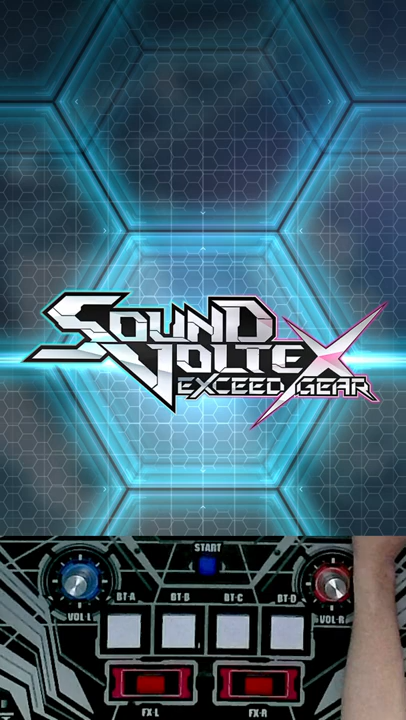 SOUND
VOLTEX
EXCEED GEAR
START
BT-A BT-B BT-C BT-D
VOL-L VOL-R
FX-L FX-R